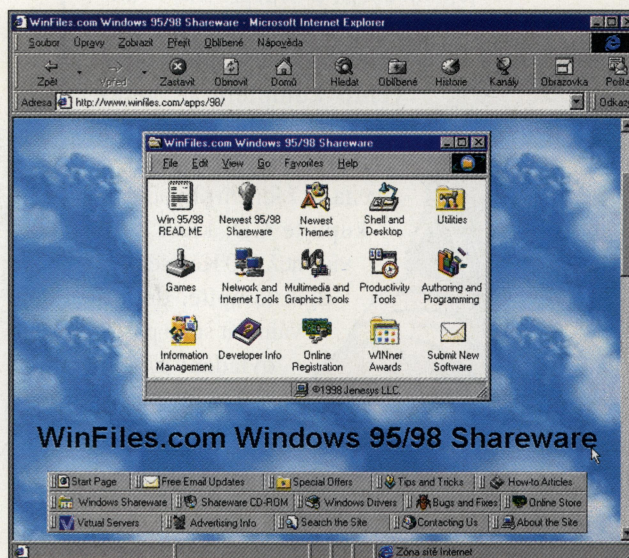 WinFiles.com Windows 95/98 Shareware - Microsoft Internet Explorer
Soubor Úpravy Zobrazit Přejít Oblíbené Nápověda
Zpět Vpřed Zastavit Obnovit Domů Hledat Oblíbené Historie Kanály Obrazovka Pošta
Adresa http://www.winfiles.com/apps/98/ Odkazy
WinFiles.com Windows 95/98 Shareware
File Edit View Go Favorites Help
Win 95/98 Newest 95/98 Newest Shell and Utilities
READ ME Shareware Themes Desktop
Games Network and Multimedia and Productivity Authoring and
Internet Tools Graphics Tools Tools Programming
Information Developer Info Online WINner Submit New
Management Registration Awards Software
©1998 Jenesys LLC.
WinFiles.com Windows 95/98 Shareware
Start Page Free Email Updates Special Offers Tips and Tricks How-to Articles
Windows Shareware Shareware CD-ROM Windows Drivers Bugs and Fixes Online Store
Virtual Servers Advertising Info Search the Site Contacting Us About the Site
Zóna sítě Internet